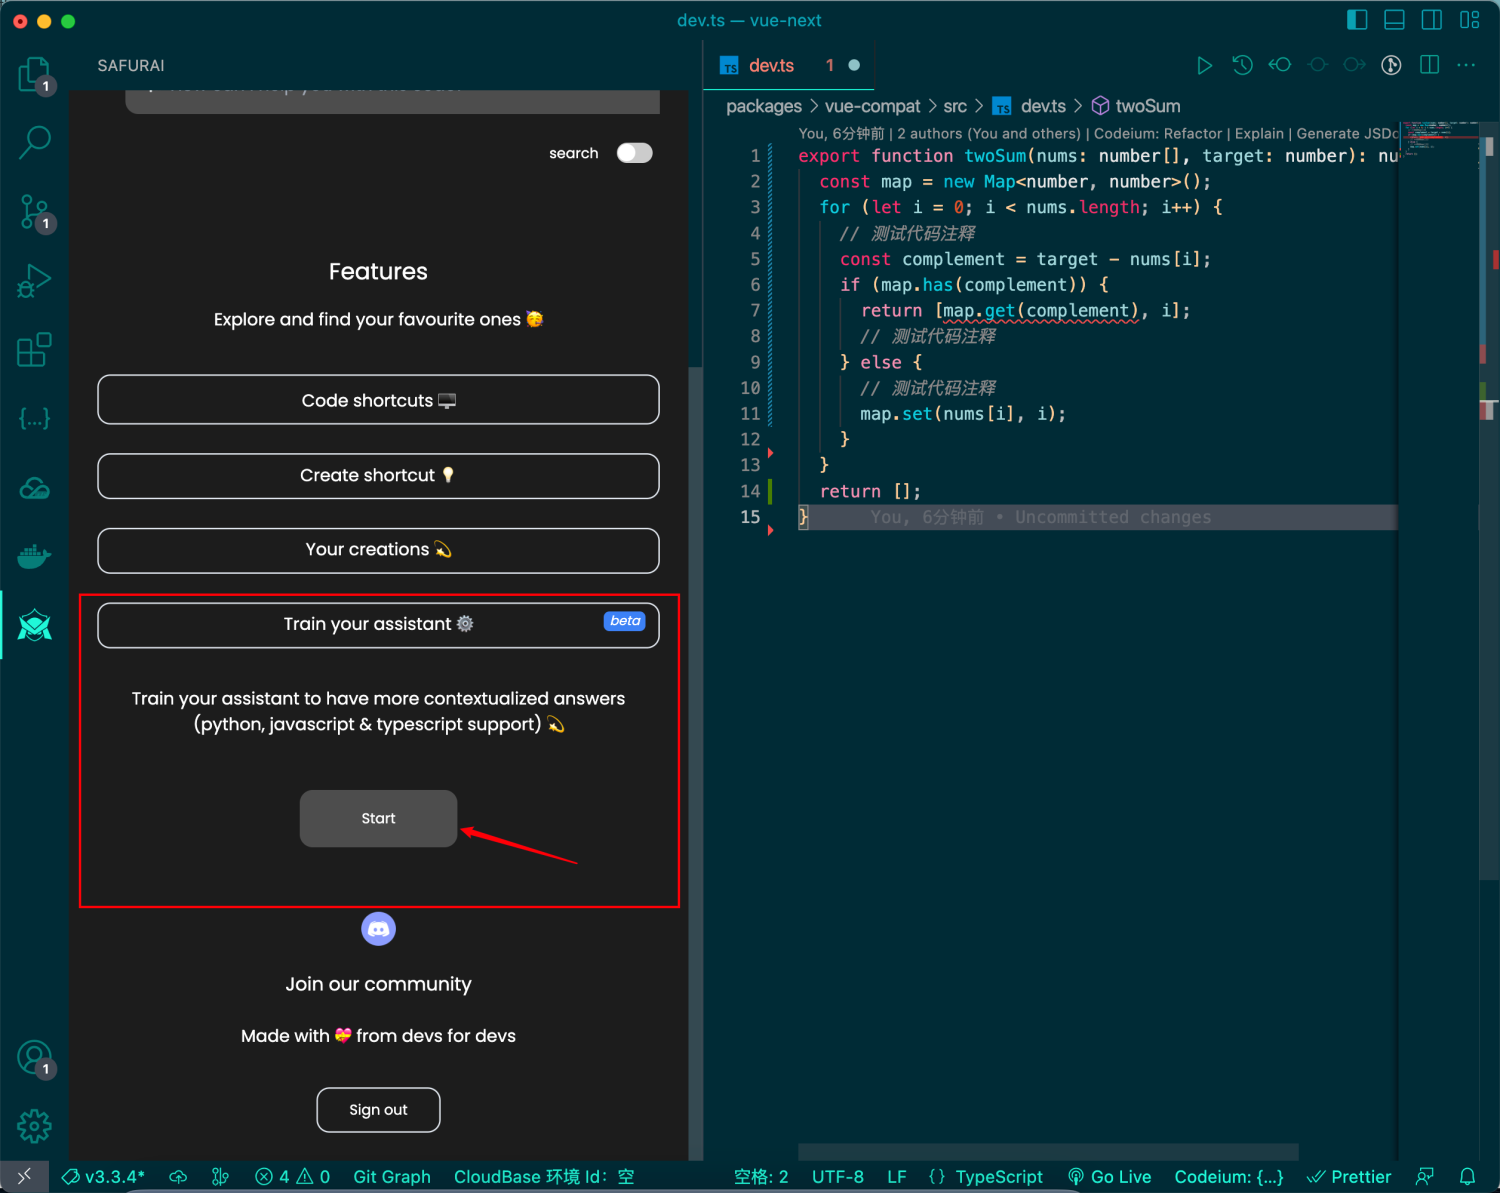 dev.ts — vue-next
SAFURAI
search
Features
Explore and find your favourite ones
Code shortcuts
Create shortcut
Your creations
Train your assistant
beta
Train your assistant to have more contextualized answers
(python, javascript & typescript support)
Start
Join our community
Made with 💝 from devs for devs
Sign out
1
1
1
TS dev.ts 1
packages > vue-compat > src > TS dev.ts > twoSum
You, 6分钟前 | 2 authors (You and others) | Codeium: Refactor | Explain | Generate JSDo
1 export function twoSum(nums: number[], target: number): nu
2 const map = new Map<number, number>();
3 for (let i = 0; i < nums.length; i++) {
4 // 测试代码注释
5 const complement = target - nums[i];
6 if (map.has(complement)) {
7 return [map.get(complement), i];
8 // 测试代码注释
9 } else {
10 // 测试代码注释
11 map.set(nums[i], i);
12 }
13 }
14 return [];
15 } You, 6分钟前 • Uncommitted changes
v3.3.4* 4 0 Git Graph CloudBase 环境 Id：空 空格: 2 UTF-8 LF {} TypeScript Go Live Codeium: {...} Prettier